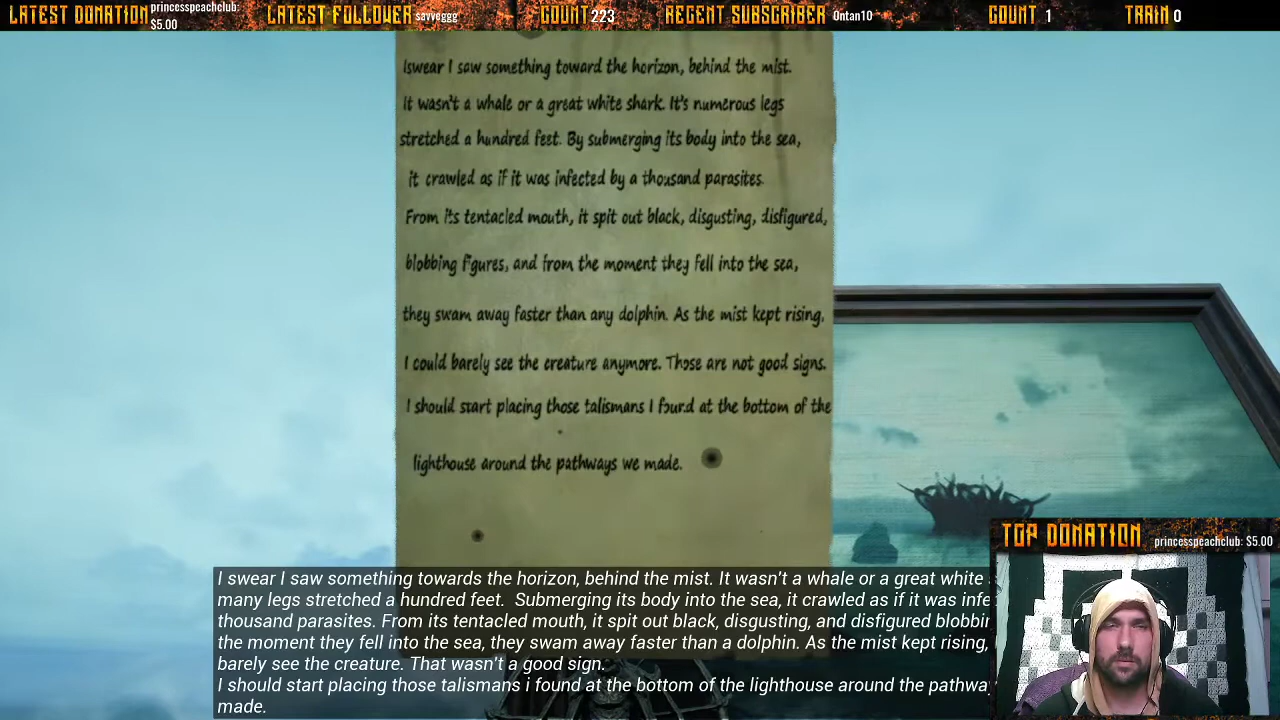 LATEST DONATION princesspeachclub: $5.00 LATEST FOLLOWER savveggg COUNT 223 RECENT SUBSCRIBER Ontan10 COUNT 1 TRAIN 0
Iswear I saw something toward the horizon, behind the mist.
It wasn't a whale or a great white shark. It's numerous legs
stretched a hundred feet. By submerging its body into the sea,
it crawled as if it was infected by a thousand parasites.
From its tentacled mouth, it spit out black, disgusting, disfigured,
blobbing figures, and from the moment they fell into the sea,
they swam away faster than any dolphin. As the mist kept rising,
I could barely see the creature anymore. Those are not good signs.
I should start placing those talismans I found at the bottom of the
lighthouse around the pathways we made.
TOP DONATION princesspeachclub: $5.00
I swear I saw something towards the horizon, behind the mist. It wasn't a whale or a great white
many legs stretched a hundred feet. Submerging its body into the sea, it crawled as if it was infe
thousand parasites. From its tentacled mouth, it spit out black, disgusting, and disfigured blobbin
the moment they fell into the sea, they swam away faster than a dolphin. As the mist kept rising,
barely see the creature. That wasn't a good sign.
I should start placing those talismans i found at the bottom of the lighthouse around the pathwa
made.